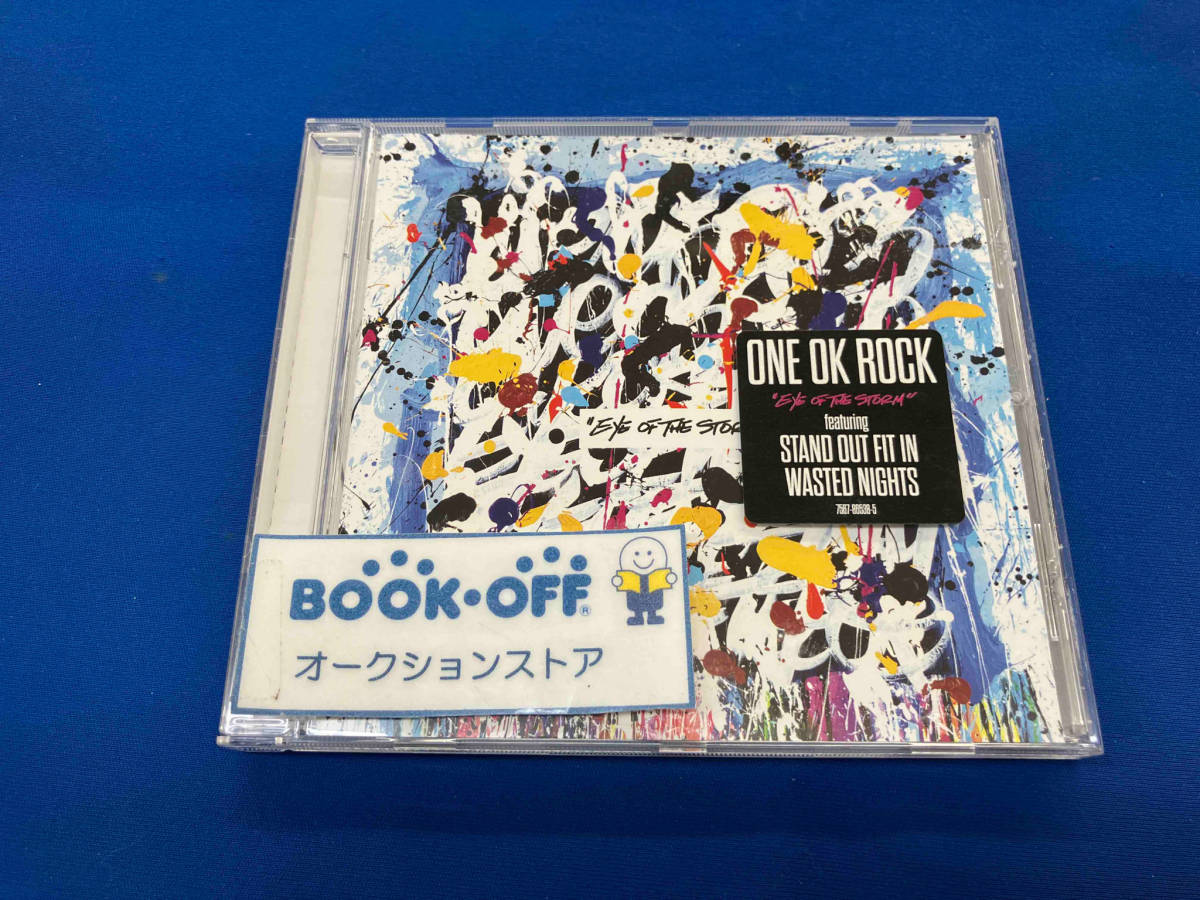 ONE OK ROCK
"EYE OF THE STORM"
featuring
STAND OUT FIT IN
WASTED NIGHTS
"EYE OF THE STOR
BOOK・OFF®
オークションストア